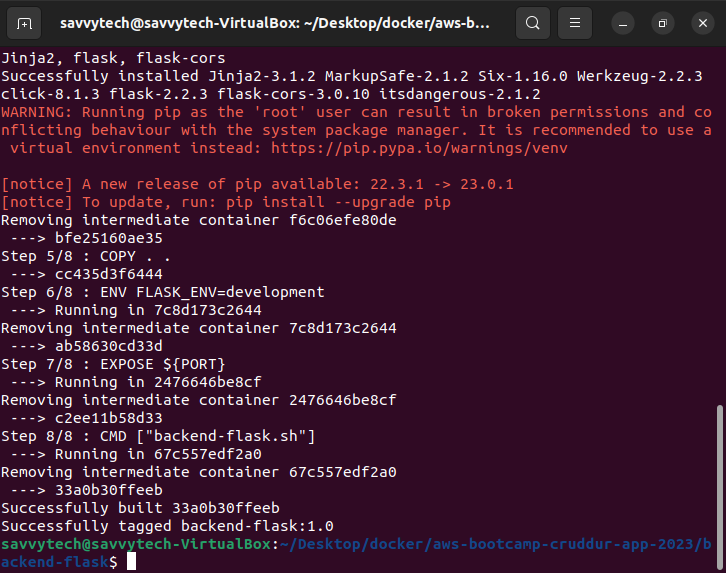 savvytech@savvytech-VirtualBox: ~/Desktop/docker/aws-b...
Jinja2, flask, flask-cors
Successfully installed Jinja2-3.1.2 MarkupSafe-2.1.2 Six-1.16.0 Werkzeug-2.2.3
click-8.1.3 flask-2.2.3 flask-cors-3.0.10 itsdangerous-2.1.2
WARNING: Running pip as the 'root' user can result in broken permissions and co
nflicting behaviour with the system package manager. It is recommended to use a
 virtual environment instead: https://pip.pypa.io/warnings/venv

[notice] A new release of pip available: 22.3.1 -> 23.0.1
[notice] To update, run: pip install --upgrade pip
Removing intermediate container f6c06efe80de
 ---> bfe25160ae35
Step 5/8 : COPY . .
 ---> cc435d3f6444
Step 6/8 : ENV FLASK_ENV=development
 ---> Running in 7c8d173c2644
Removing intermediate container 7c8d173c2644
 ---> ab58630cd33d
Step 7/8 : EXPOSE ${PORT}
 ---> Running in 2476646be8cf
Removing intermediate container 2476646be8cf
 ---> c2ee11b58d33
Step 8/8 : CMD ["backend-flask.sh"]
 ---> Running in 67c557edf2a0
Removing intermediate container 67c557edf2a0
 ---> 33a0b30ffeeb
Successfully built 33a0b30ffeeb
Successfully tagged backend-flask:1.0
savvytech@savvytech-VirtualBox:~/Desktop/docker/aws-bootcamp-cruddur-app-2023/b
ackend-flask$